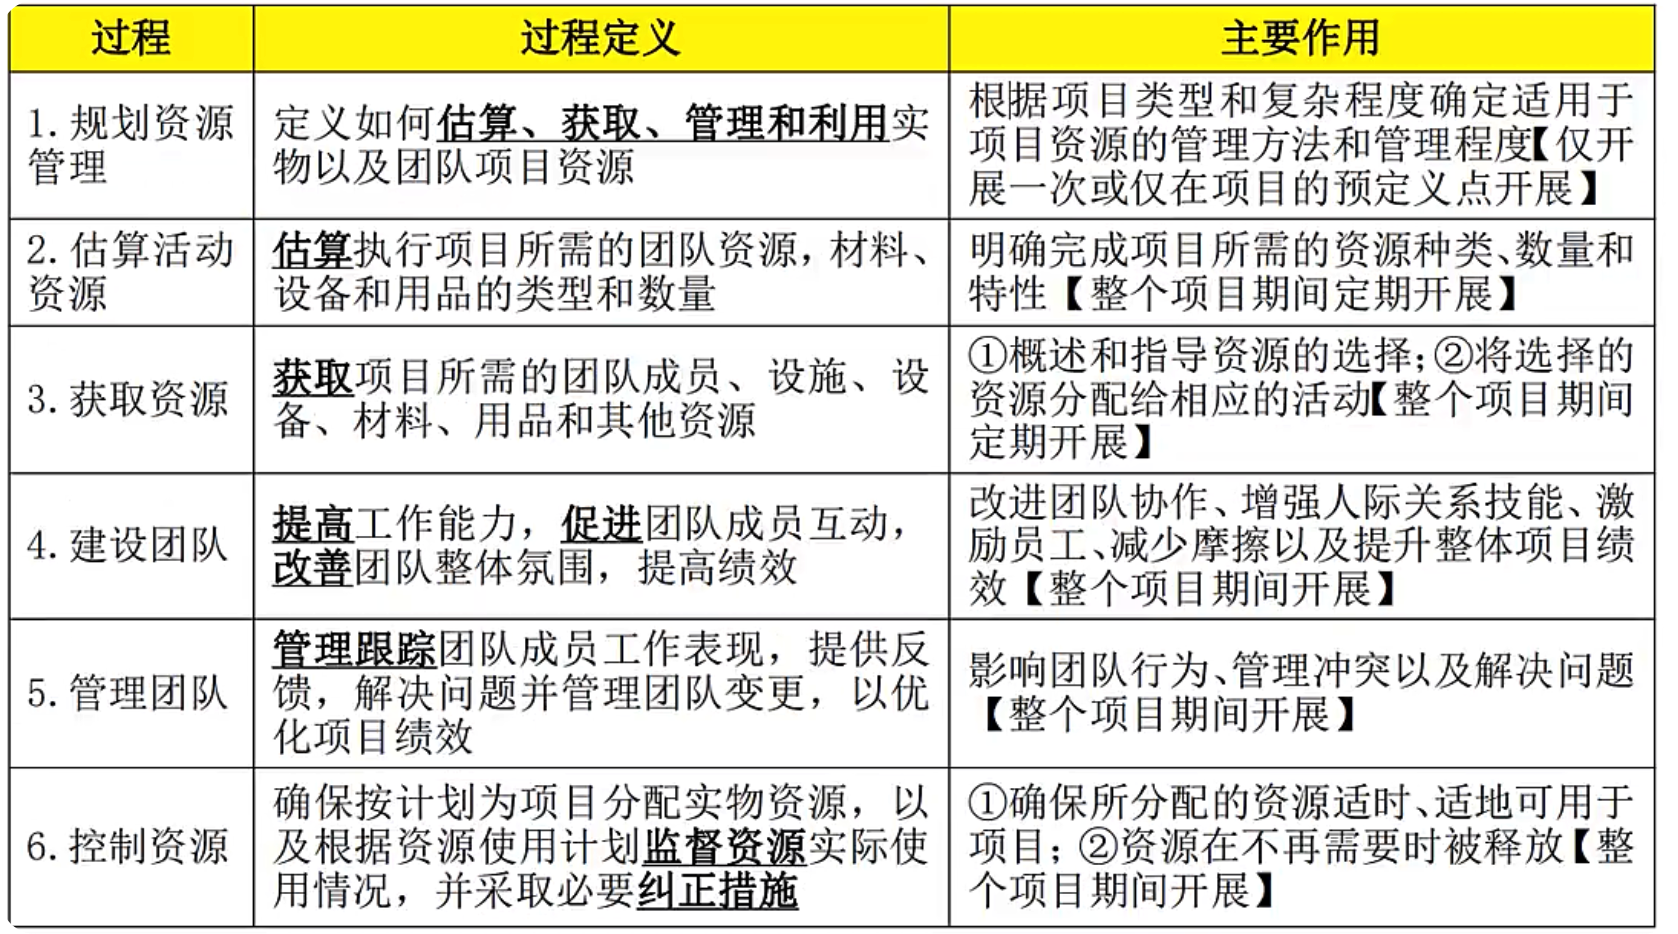 过程
过程定义
主要作用
1.规划资源
管理
定义如何估算、获取、管理和利用实
物以及团队项目资源
根据项目类型和复杂程度确定适用于
项目资源的管理方法和管理程度【仅开
展一次或仅在项目的预定义点开展】
2.估算活动
资源
估算执行项目所需的团队资源，材料、
设备和用品的类型和数量
明确完成项目所需的资源种类、数量和
特性【整个项目期间定期开展】
3.获取资源
获取项目所需的团队成员、设施、设
备、材料、用品和其他资源
①概述和指导资源的选择；②将选择的
资源分配给相应的活动【整个项目期间
定期开展】
4.建设团队
提高工作能力，促进团队成员互动，
改善团队整体氛围，提高绩效
改进团队协作、增强人际关系技能、激
励员工、减少摩擦以及提升整体项目绩
效【整个项目期间开展】
5.管理团队
管理跟踪团队成员工作表现，提供反
馈，解决问题并管理团队变更，以优
化项目绩效
影响团队行为、管理冲突以及解决问题
【整个项目期间开展】
6.控制资源
确保按计划为项目分配实物资源，以
及根据资源使用计划监督资源实际使
用情况，并采取必要纠正措施
①确保所分配的资源适时、适地可用于
项目；②资源在不再需要时被释放【整
个项目期间开展】